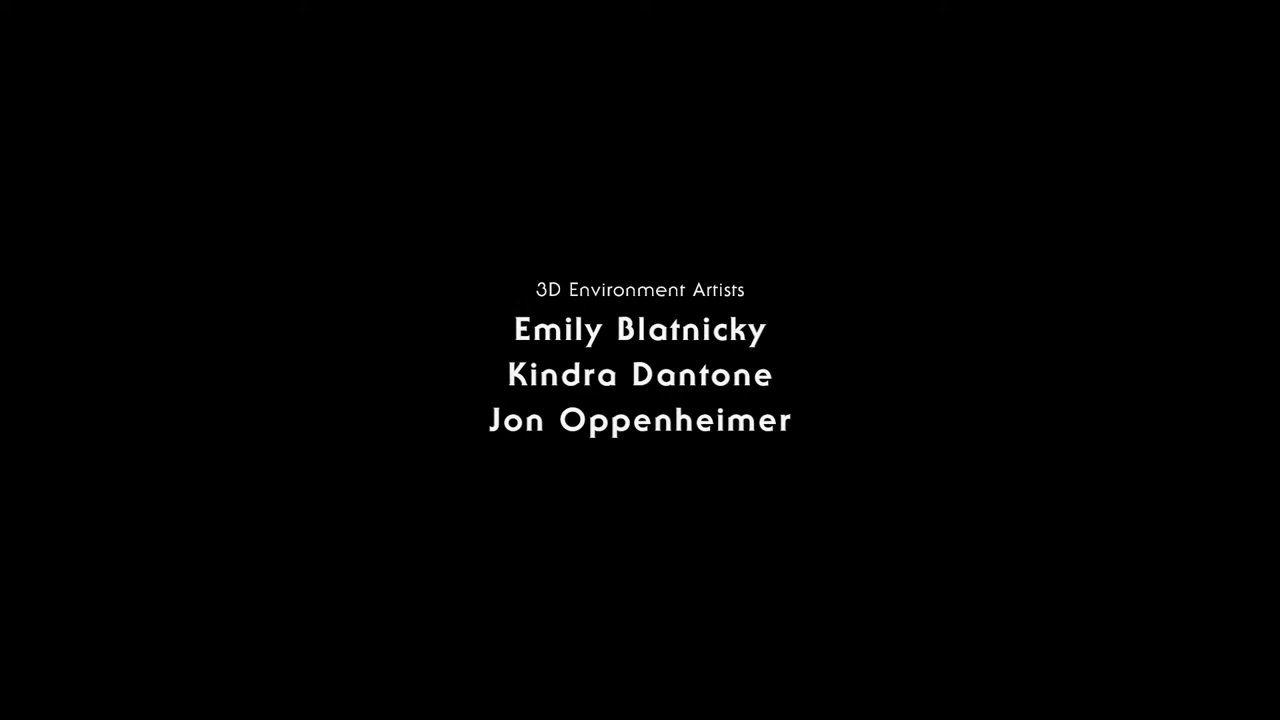 3D Environment Artists
Emily Blatnicky
Kindra Dantone
Jon Oppenheimer